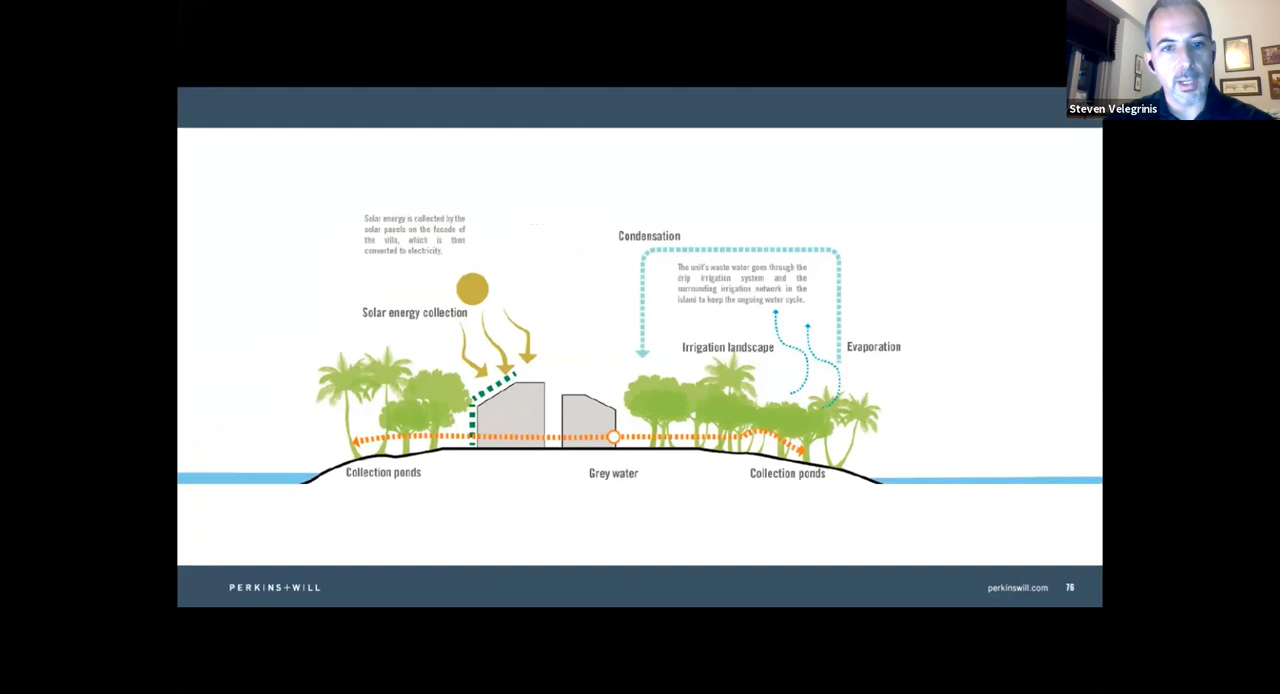 Steven Velegrinis
Solar energy is collected by the
solar panels on the facade of
the villa, which is then
converted to electricity.
Solar energy collection
Condensation
The unit's waste water goes through the
drip irrigation system and the
surrounding irrigation network in the
island to keep the ongoing water cycle.
Irrigation landscape
Evaporation
Collection ponds
Grey water
Collection ponds
PERKINS+WILL
perkinswill.com
76